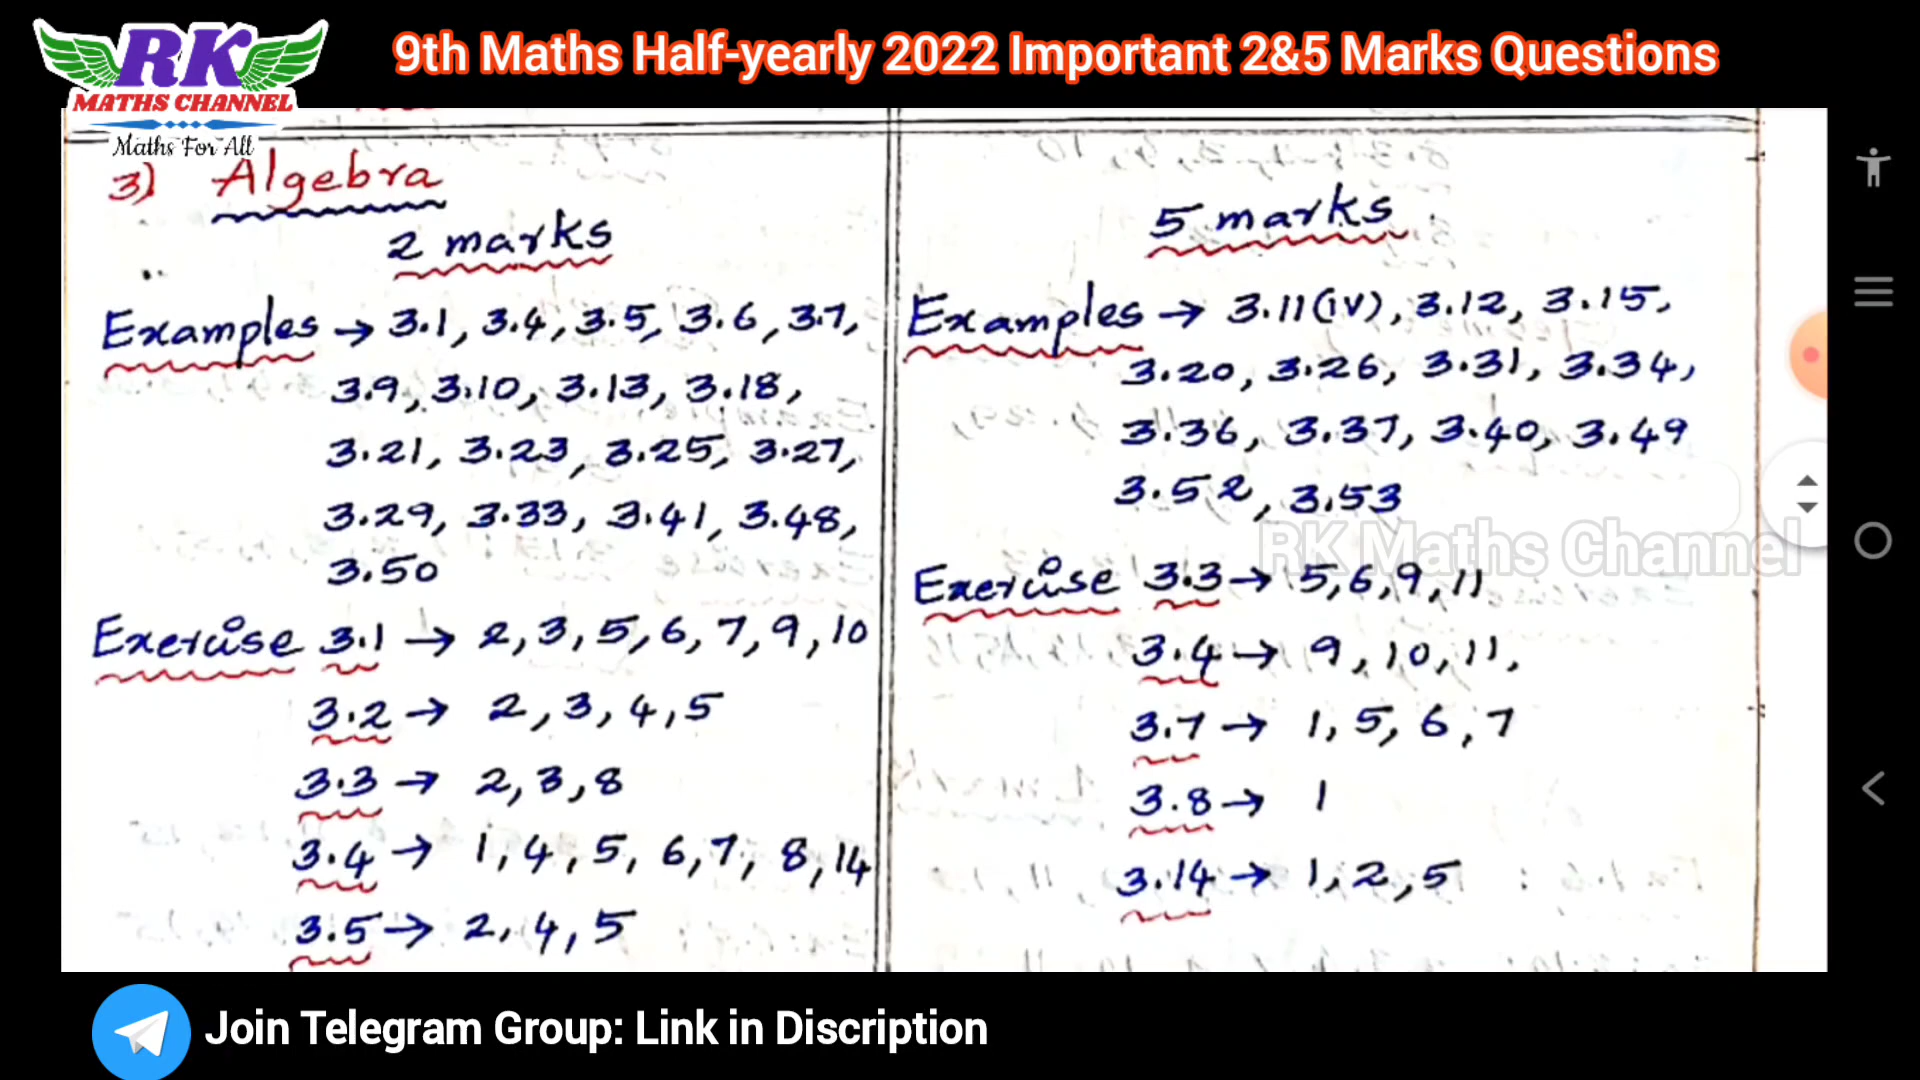 RK
MATHS CHANNEL
Maths For All
9th Maths Half-yearly 2022 Important 2&5 Marks Questions
3) Algebra
2 marks
Examples → 3.1, 3.4, 3.5, 3.6, 3.7,
3.9, 3.10, 3.13, 3.18,
3.21, 3.23, 3.25, 3.27,
3.29, 3.33, 3.41, 3.48,
3.50
Exercise 3.1 → 2, 3, 5, 6, 7, 9, 10
3.2 → 2, 3, 4, 5
3.3 → 2, 3, 8
3.4 → 1, 4, 5, 6, 7, 8, 14
3.5 → 2, 4, 5
5 marks
Examples → 3.11(iv), 3.12, 3.15,
3.20, 3.26, 3.31, 3.34,
3.36, 3.37, 3.40, 3.49
3.52, 3.53
RK Maths Channel
Exercise 3.3 → 5, 6, 9, 11
3.4 → 9, 10, 11,
3.7 → 1, 5, 6, 7
3.8 → 1
3.14 → 1, 2, 5
Join Telegram Group: Link in Discription